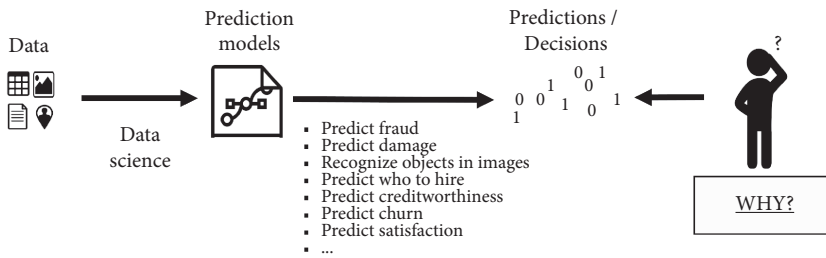 Data
Data
science
Prediction
models
▪ Predict fraud
▪ Predict damage
▪ Recognize objects in images
▪ Predict who to hire
▪ Predict creditworthiness
▪ Predict churn
▪ Predict satisfaction
▪ ...
Predictions /
Decisions
0 1
1 0
0 0 1 0 1
1
?
WHY?